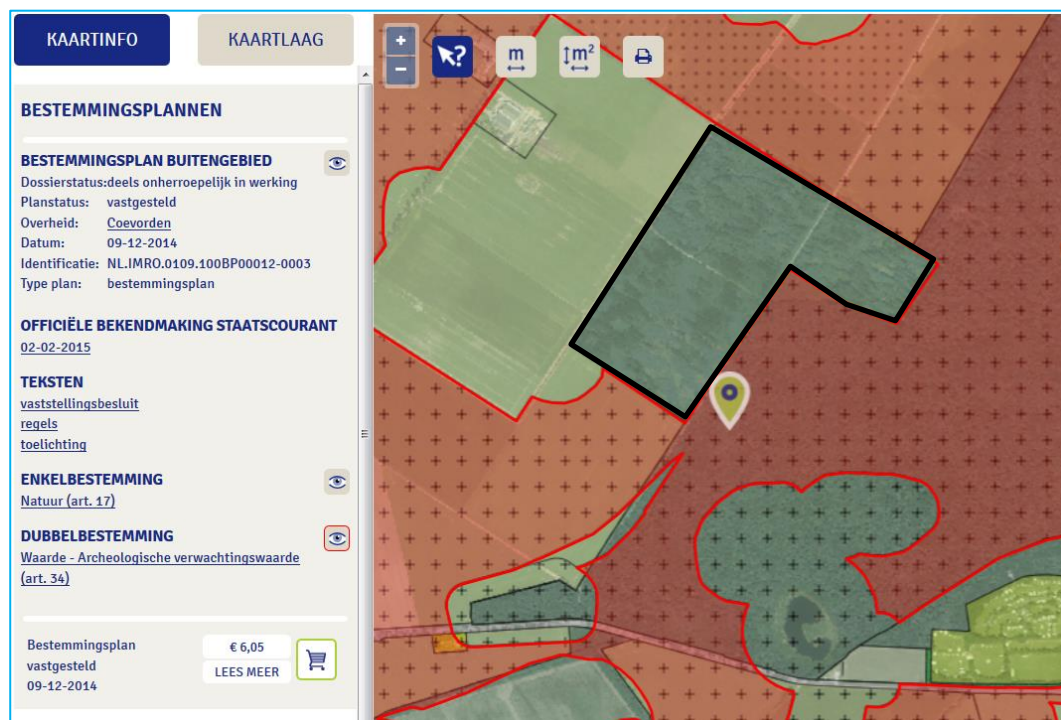 KAARTINFO
KAARTLAAG
BESTEMMINGSPLANNEN
BESTEMMINGSPLAN BUITENGEBIED
Dossierstatus:deels onherroepelijk in werking
Planstatus: vastgesteld
Overheid: Coevorden
Datum: 09-12-2014
Identificatie: NL.IMRO.0109.100BP00012-0003
Type plan: bestemmingsplan
OFFICIËLE BEKENDMAKING STAATSCOURANT
02-02-2015
TEKSTEN
vaststellingsbesluit
regels
toelichting
ENKELBESTEMMING
Natuur (art. 17)
DUBBELBESTEMMING
Waarde - Archeologische verwachtingswaarde
(art. 34)
Bestemmingsplan
vastgesteld
09-12-2014
€ 6,05
LEES MEER
+
−
?
m
m²